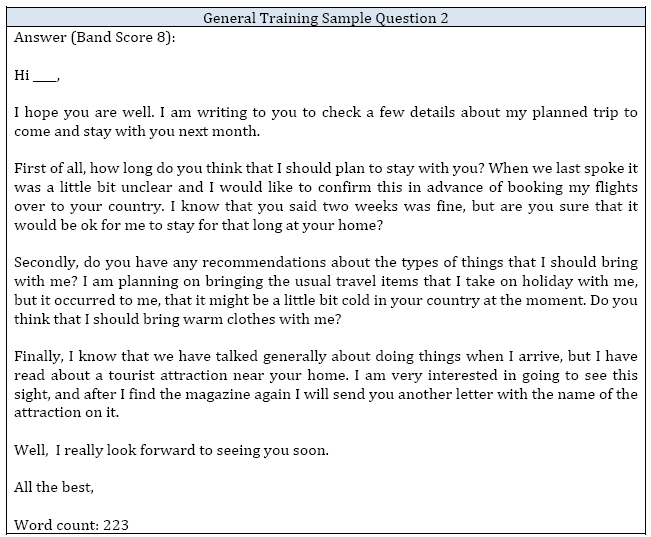 General Training Sample Question 2
Answer (Band Score 8):
Hi ___,
I hope you are well. I am writing to you to check a few details about my planned trip to
come and stay with you next month.
First of all, how long do you think that I should plan to stay with you? When we last spoke it
was a little bit unclear and I would like to confirm this in advance of booking my flights
over to your country. I know that you said two weeks was fine, but are you sure that it
would be ok for me to stay for that long at your home?
Secondly, do you have any recommendations about the types of things that I should bring
with me? I am planning on bringing the usual travel items that I take on holiday with me,
but it occurred to me, that it might be a little bit cold in your country at the moment. Do you
think that I should bring warm clothes with me?
Finally, I know that we have talked generally about doing things when I arrive, but I have
read about a tourist attraction near your home. I am very interested in going to see this
sight, and after I find the magazine again I will send you another letter with the name of the
attraction on it.
Well,  I really look forward to seeing you soon.
All the best,
Word count: 223